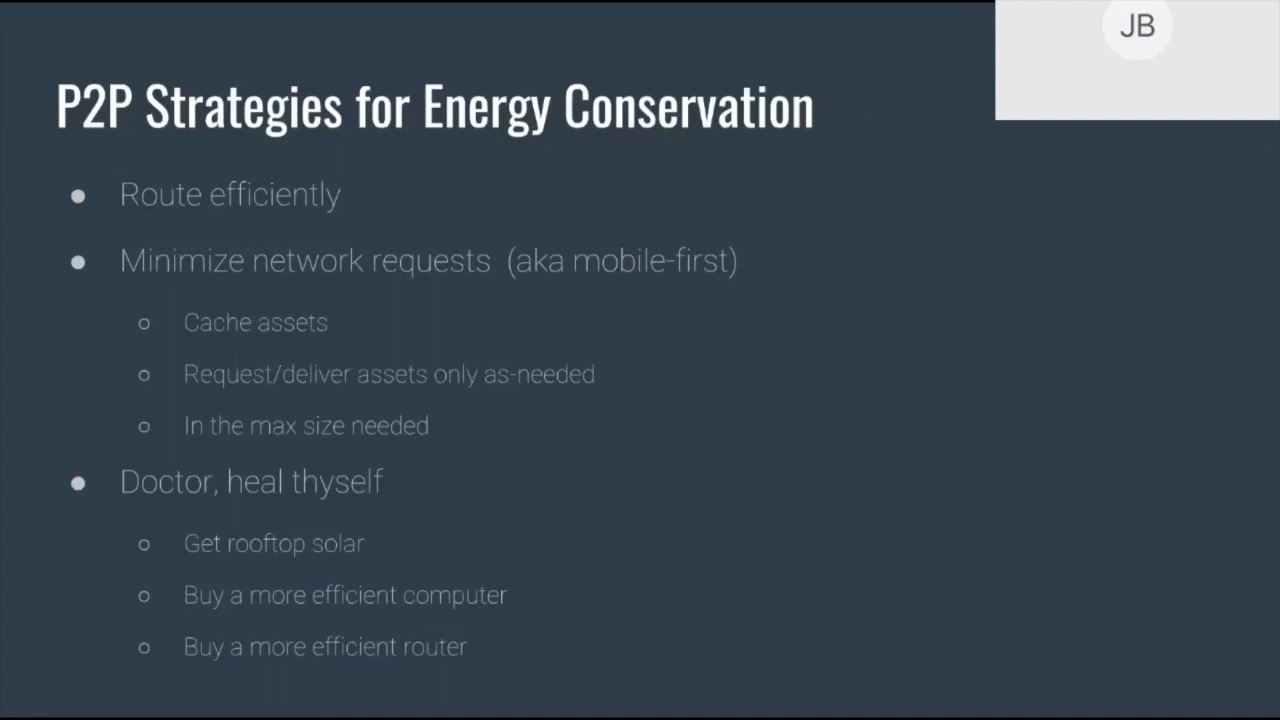 JB
P2P Strategies for Energy Conservation
● Route efficiently
● Minimize network requests (aka mobile-first)
○ Cache assets
○ Request/deliver assets only as-needed
○ In the max size needed
● Doctor, heal thyself
○ Get rooftop solar
○ Buy a more efficient computer
○ Buy a more efficient router